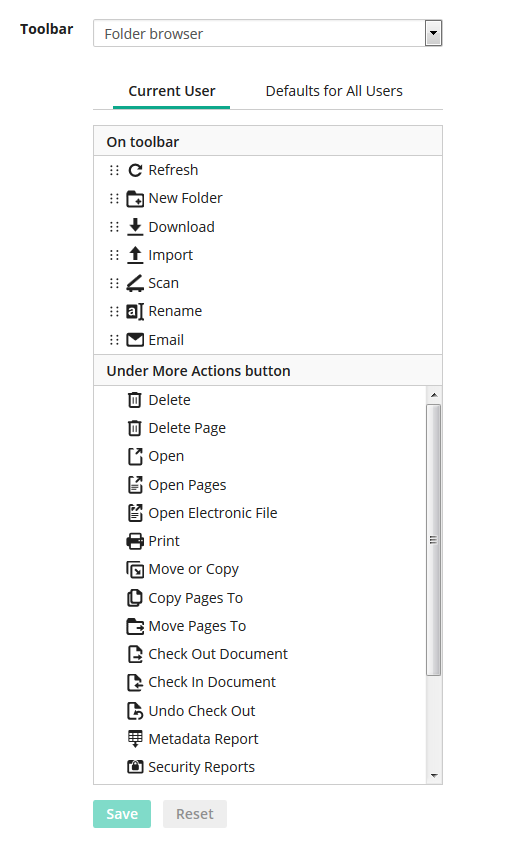 Toolbar
Folder browser
Current User
Defaults for All Users
On toolbar
Refresh
New Folder
Download
Import
Scan
Rename
Email
Under More Actions button
Delete
Delete Page
Open
Open Pages
Open Electronic File
Print
Move or Copy
Copy Pages To
Move Pages To
Check Out Document
Check In Document
Undo Check Out
Metadata Report
Security Reports
Save
Reset